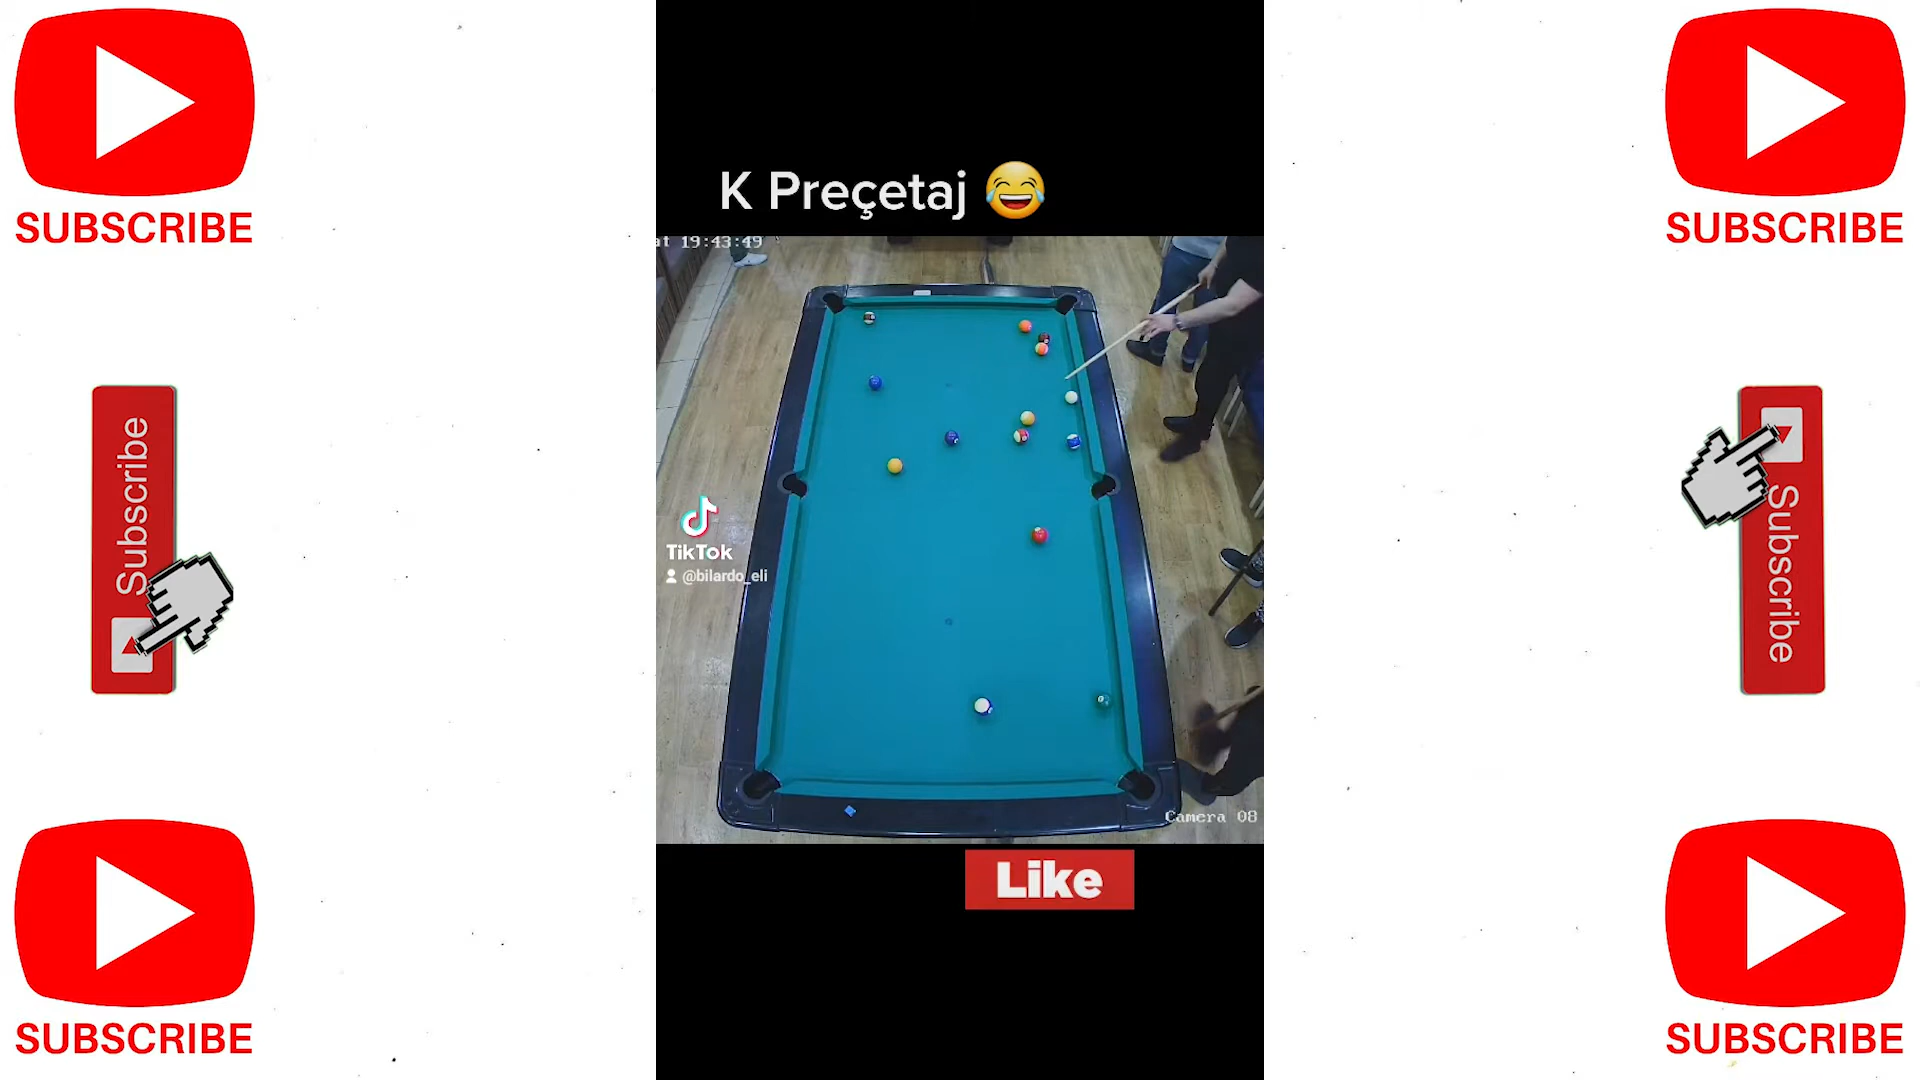 SUBSCRIBE
SUBSCRIBE
K Preçetaj 😂
at 19:43:49
Subscribe
Subscribe
TikTok
@bilardo_eli
Camera 08
Like
SUBSCRIBE
SUBSCRIBE